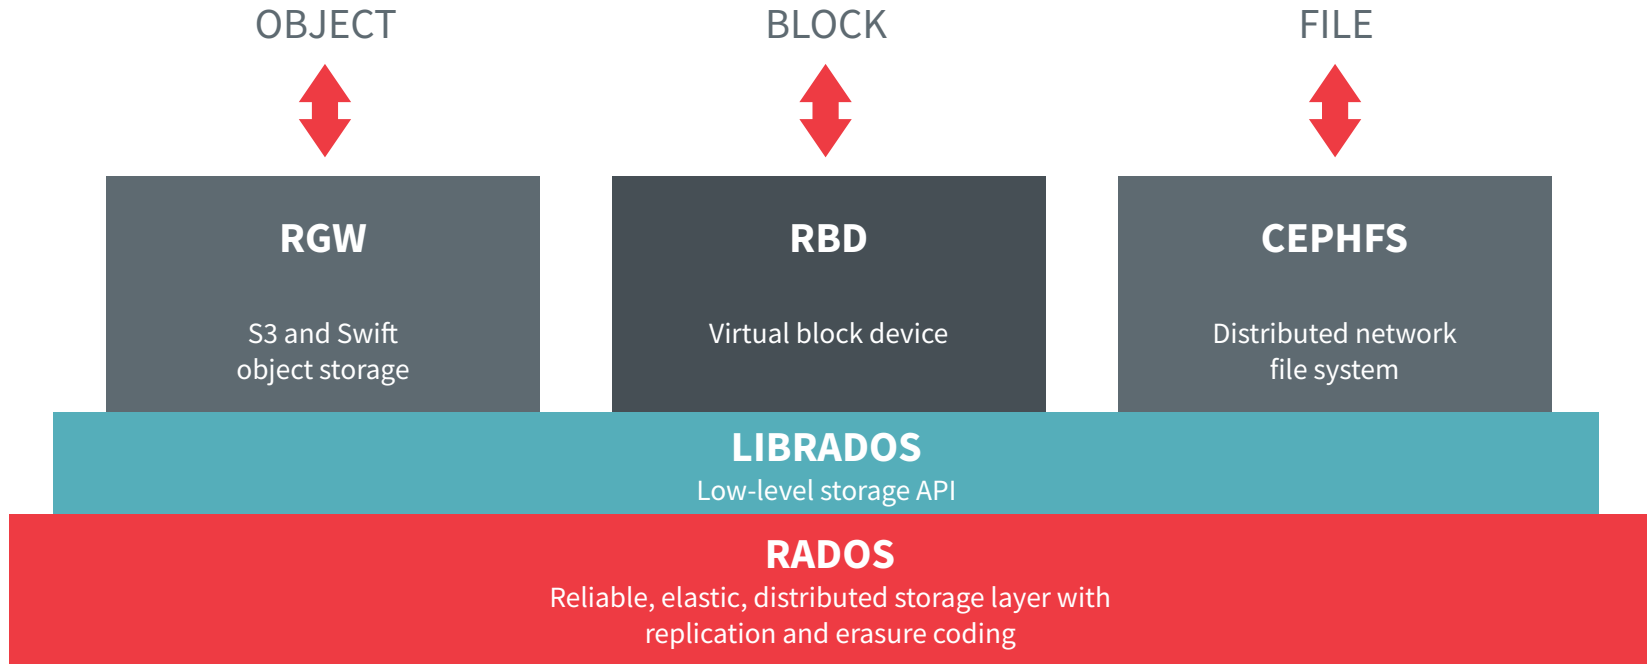 OBJECT
BLOCK
FILE
RGW
S3 and Swift
object storage
RBD
Virtual block device
CEPHFS
Distributed network
file system
LIBRADOS
Low-level storage API
RADOS
Reliable, elastic, distributed storage layer with
replication and erasure coding